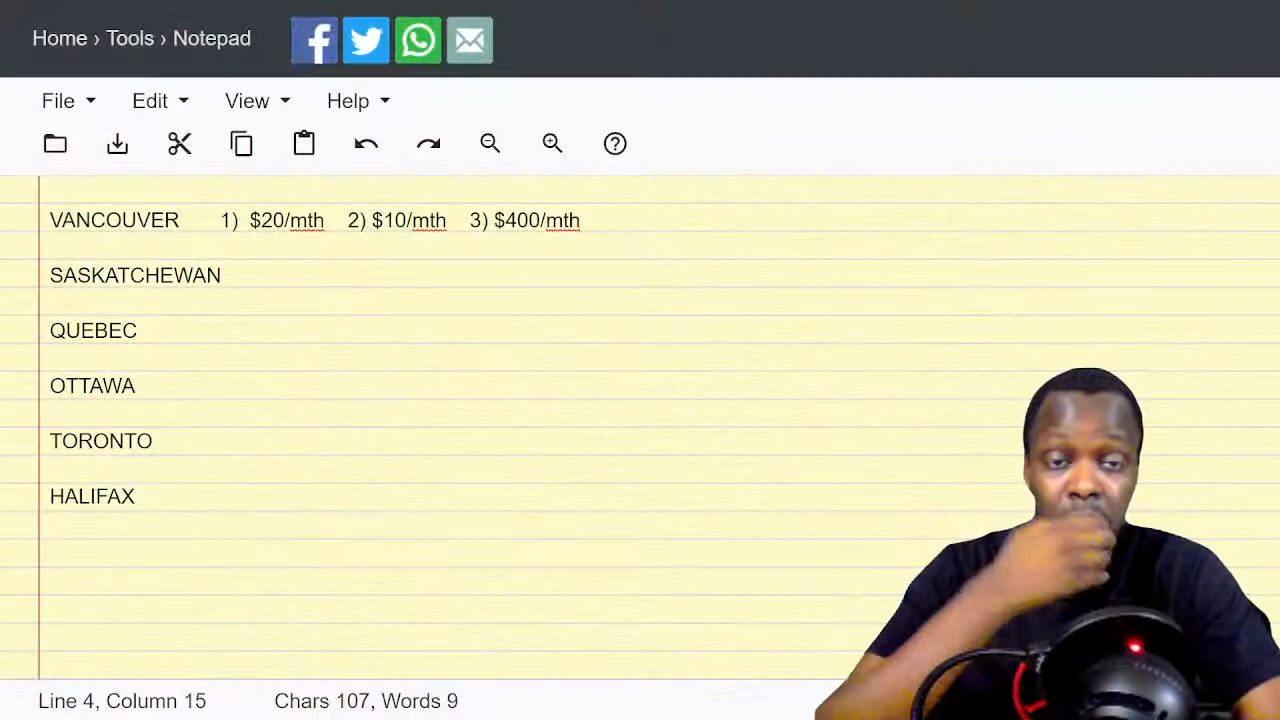 Home › Tools › Notepad
File Edit View Help
VANCOUVER 1) $20/mth 2) $10/mth 3) $400/mth
SASKATCHEWAN
QUEBEC
OTTAWA
TORONTO
HALIFAX
Line 4, Column 15 Chars 107, Words 9